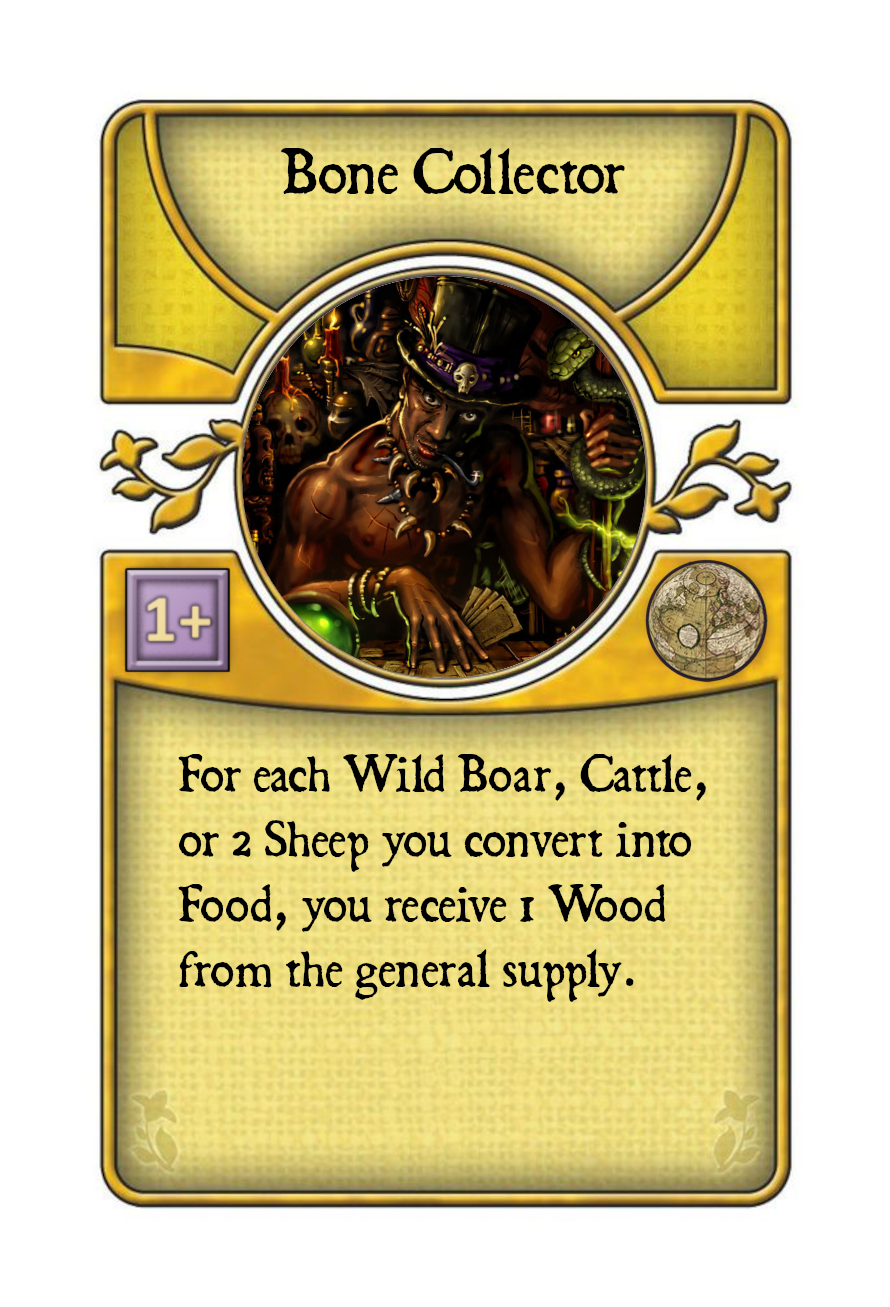 Bone Collector
1+
For each Wild Boar, Cattle,
or 2 Sheep you convert into
Food, you receive 1 Wood
from the general supply.